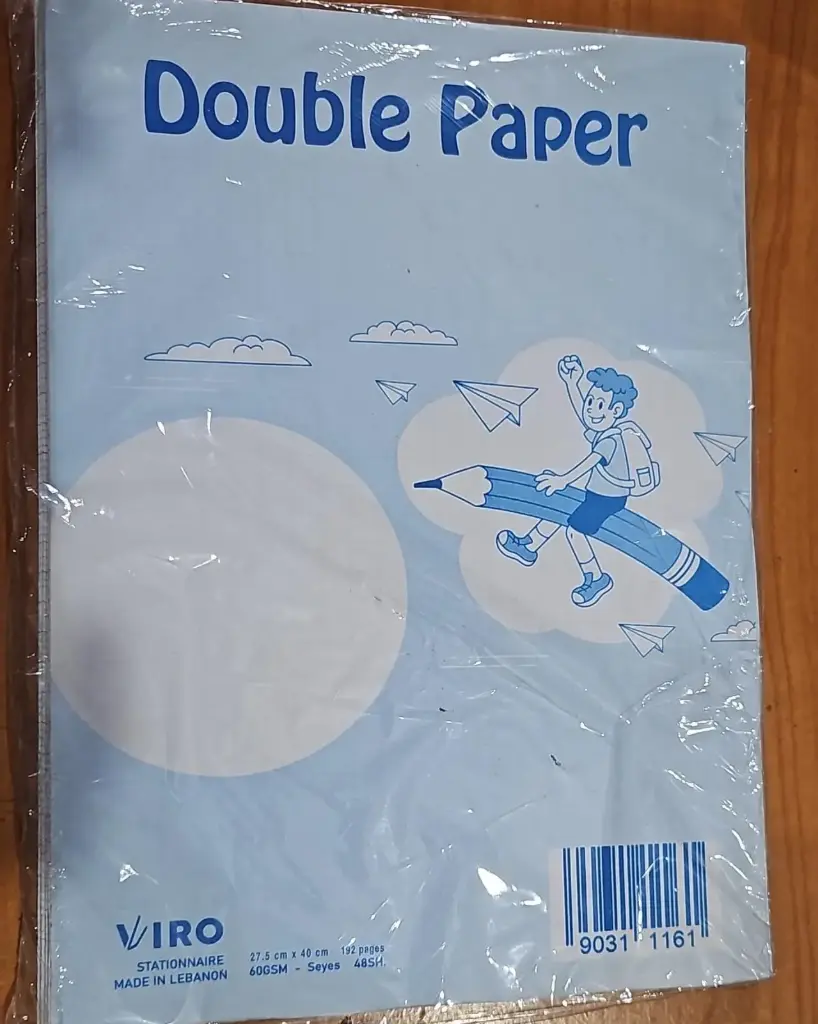 Double Paper
VIRO
STATIONNAIRE
MADE IN LEBANON
27.5 cm x 40 cm 192 pages
60GSM - Seyes 48SH.
9031 1161